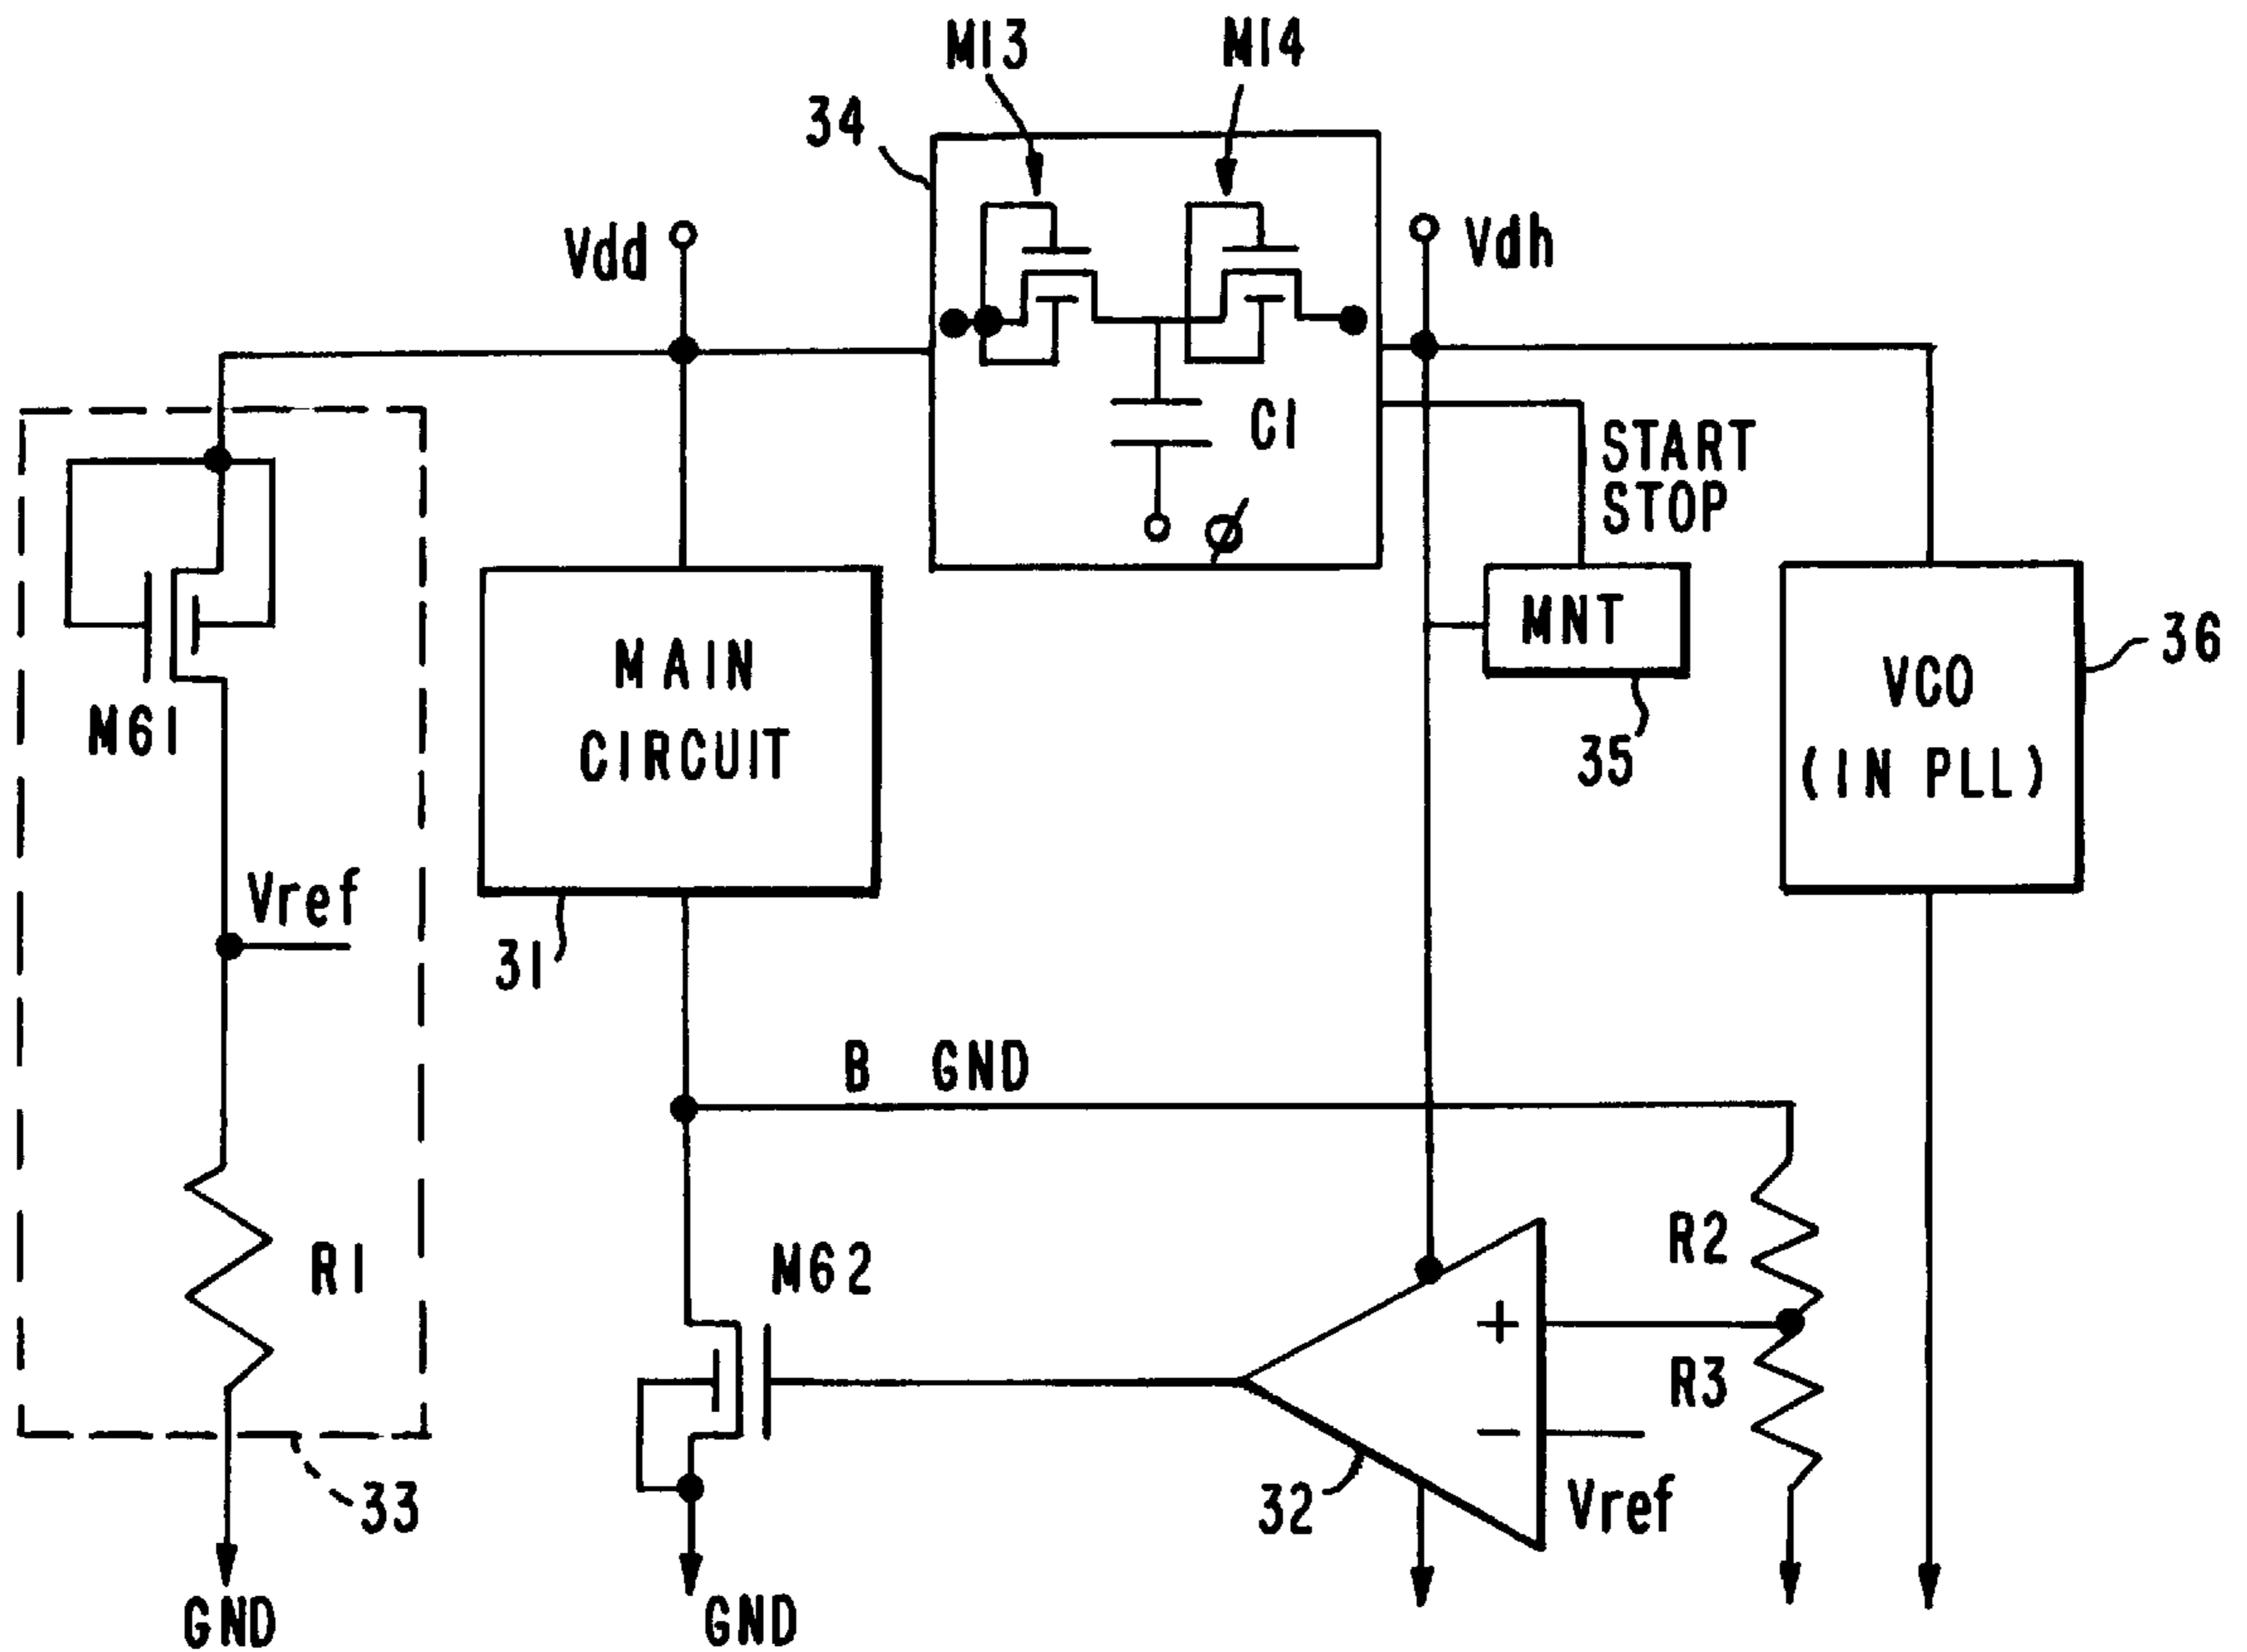 M13
M14
34
Vdd
Vdh
C1
START
STOP
φ
MNT
36
MAIN
CIRCUIT
VCO
(IN PLL)
M61
35
Vref
31
B GND
R2
R1
M62
+
R3
-
32
Vref
33
GND
GND